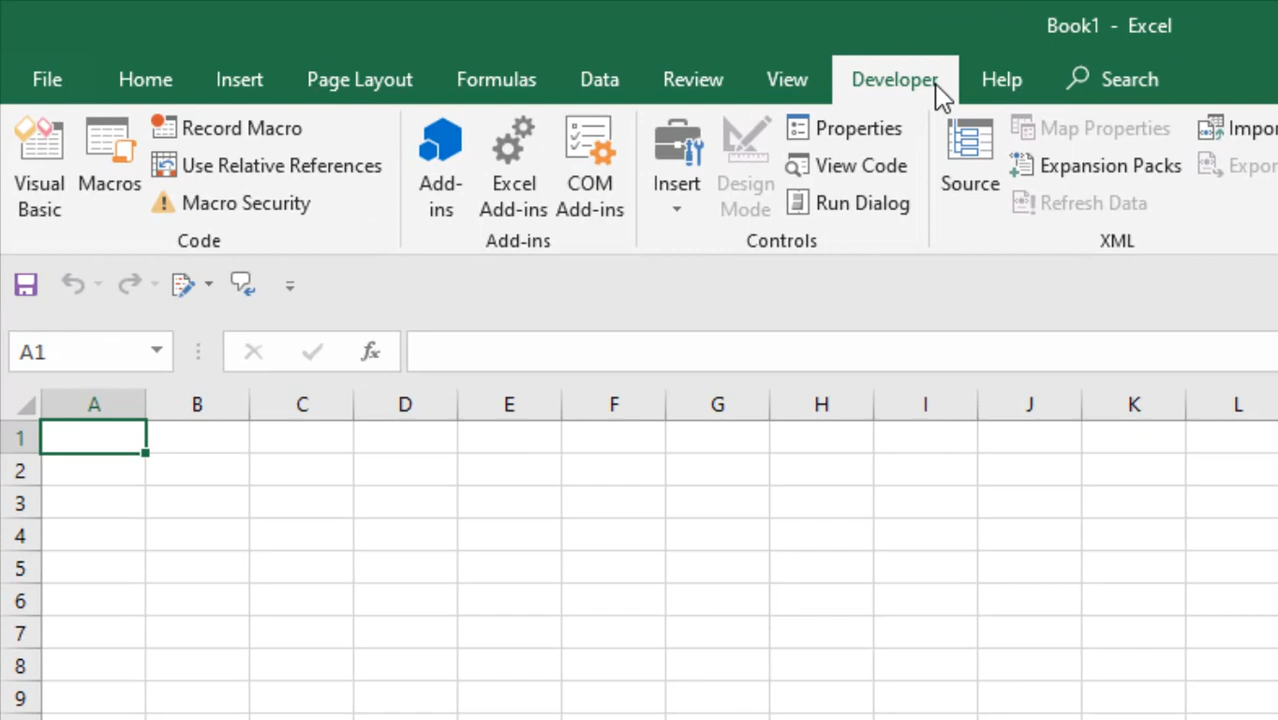 Book1 - Excel
File Home Insert Page Layout Formulas Data Review View Developer Help Search
Visual Basic
Macros
Record Macro
Use Relative References
Macro Security
Code
Add-ins
Excel Add-ins
COM Add-ins
Add-ins
Insert
Design Mode
Properties
View Code
Run Dialog
Controls
Source
Map Properties
Expansion Packs
Refresh Data
Impor
Expor
XML
A1
fx
A B C D E F G H I J K L
1
2
3
4
5
6
7
8
9